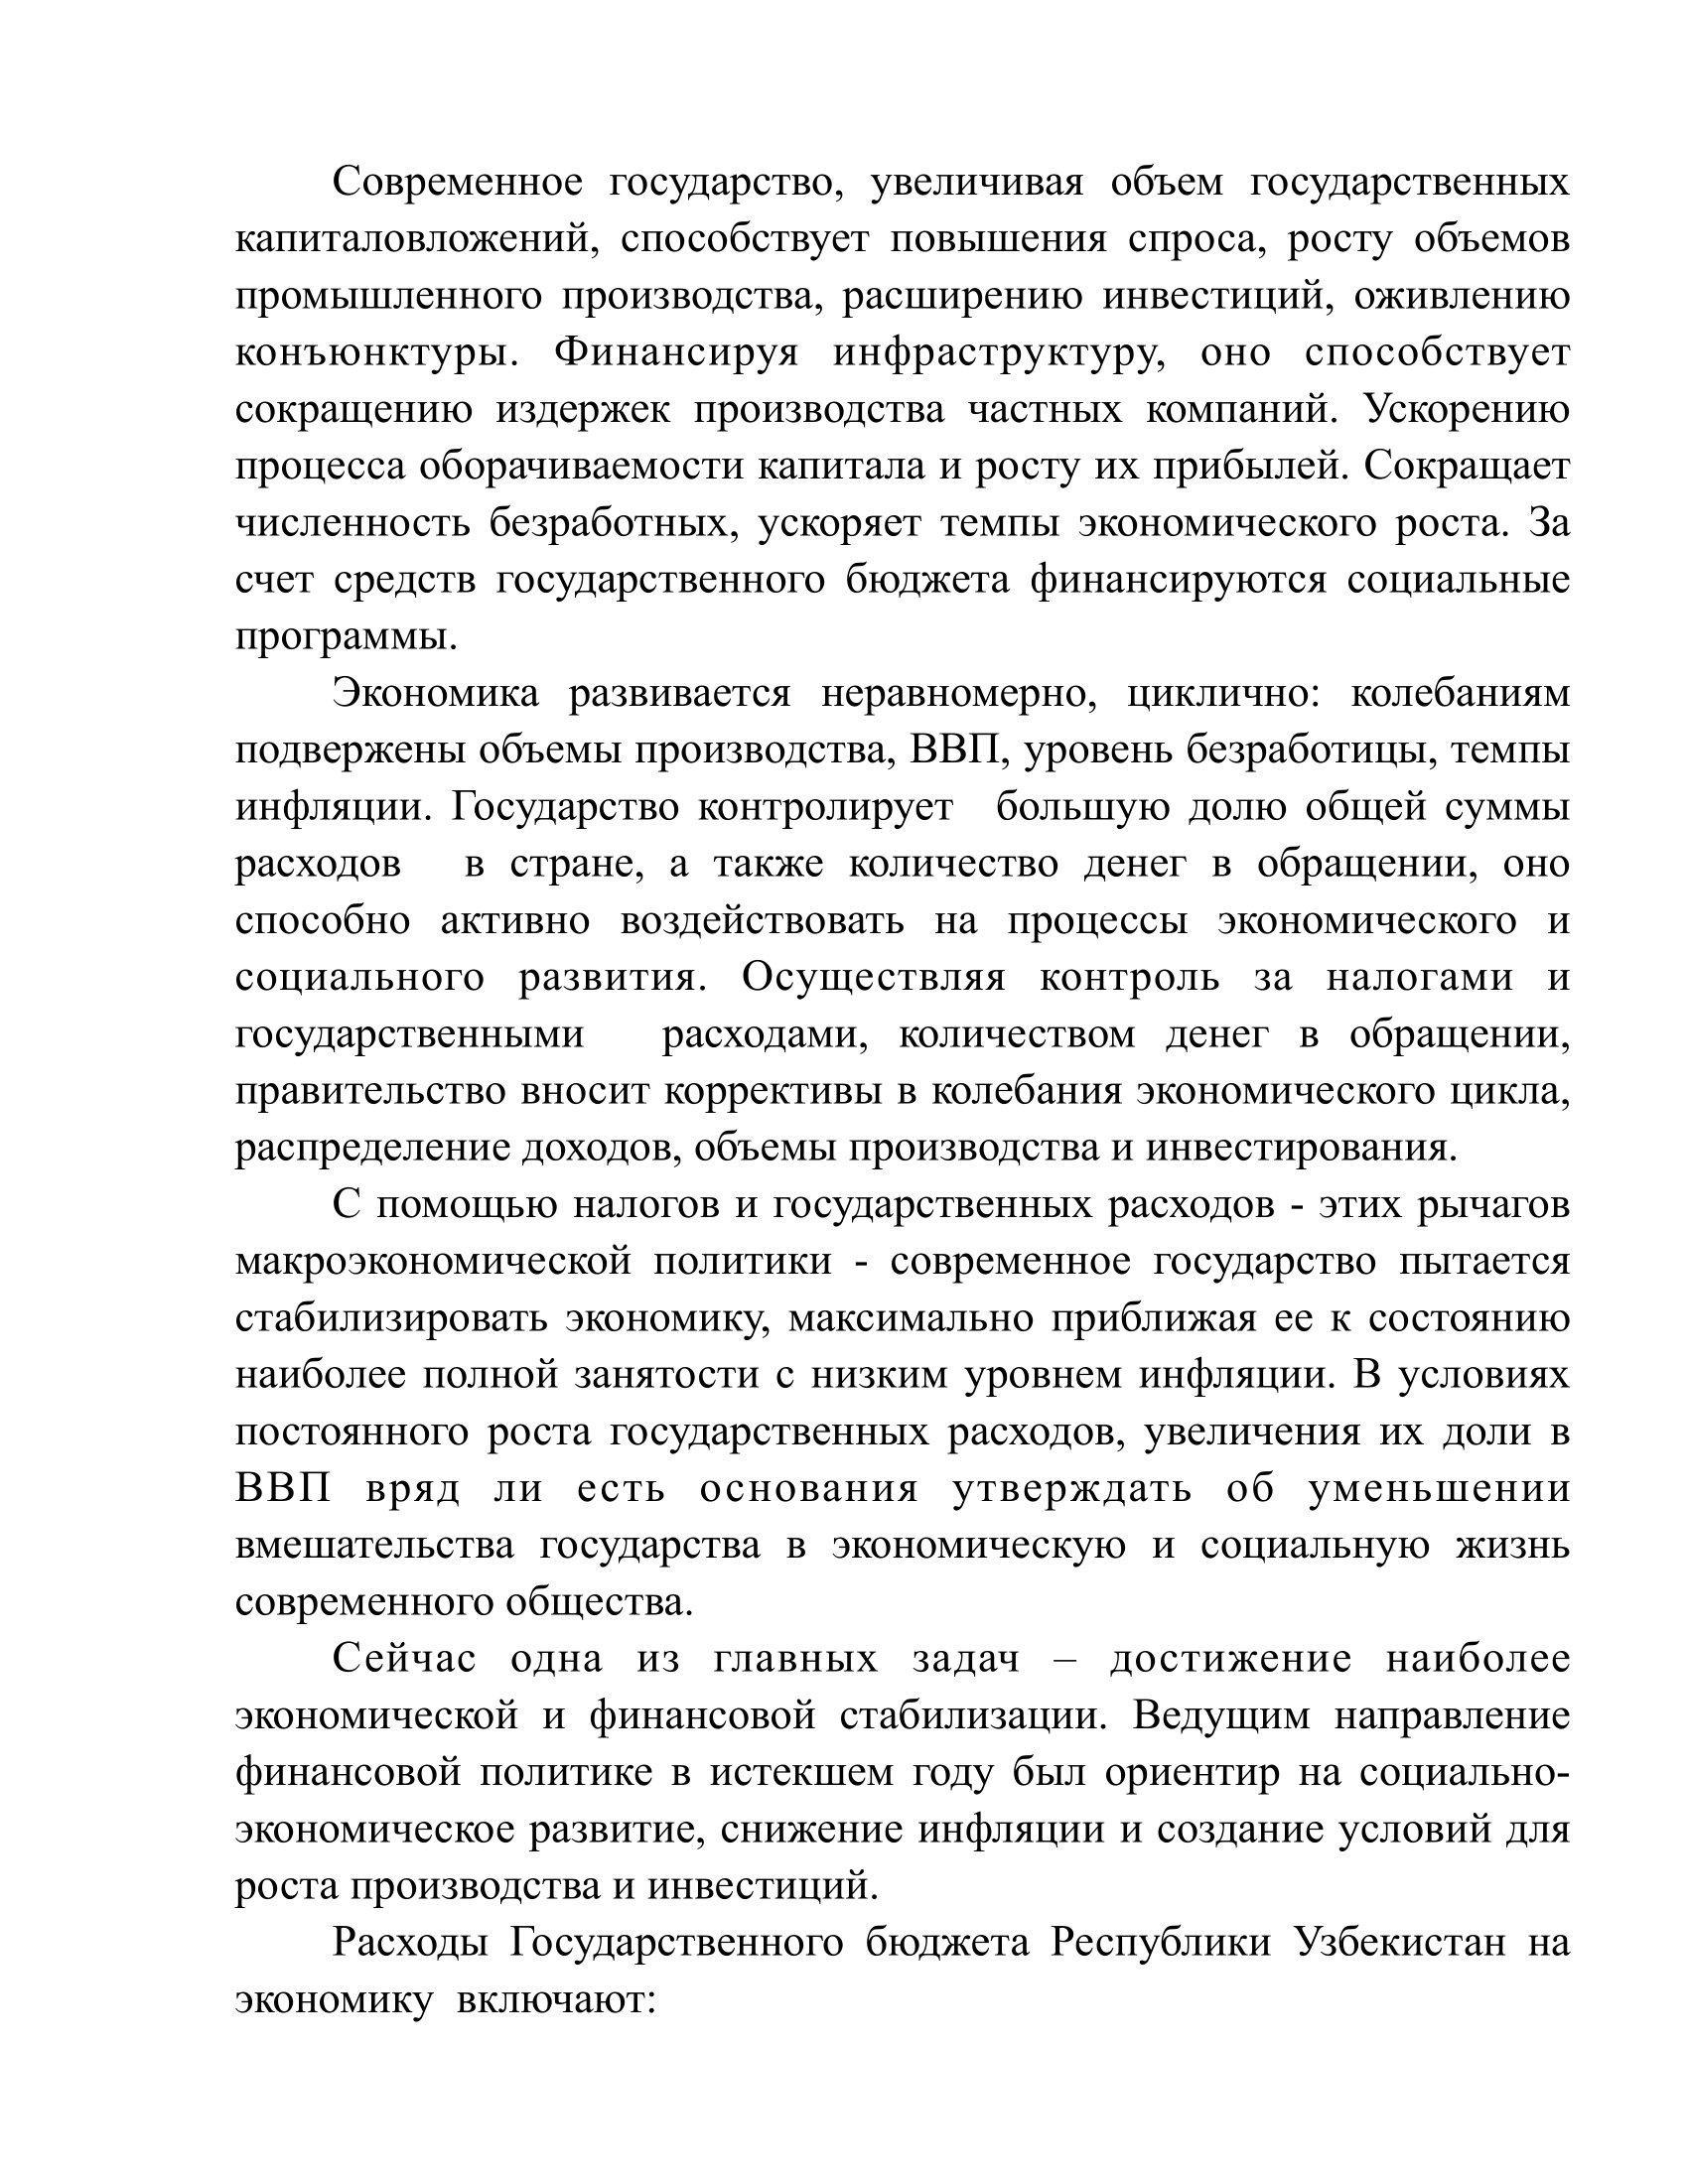 Современное государство, увеличивая объем государственных
капиталовложений, способствует повышения спроса, росту объемов
промышленного производства, расширению инвестиций, оживлению
конъюнктуры. Финансируя инфраструктуру, оно способствует
сокращению издержек производства частных компаний. Ускорению
процесса оборачиваемости капитала и росту их прибылей. Сокращает
численность безработных, ускоряет темпы экономического роста. За
счет средств государственного бюджета финансируются социальные
программы.
Экономика развивается неравномерно, циклично: колебаниям
подвержены объемы производства, ВВП, уровень безработицы, темпы
инфляции. Государство контролирует большую долю общей суммы
расходов в стране, а также количество денег в обращении, оно
способно активно воздействовать на процессы экономического и
социального развития. Осуществляя контроль за налогами и
государственными расходами, количеством денег в обращении,
правительство вносит коррективы в колебания экономического цикла,
распределение доходов, объемы производства и инвестирования.
С помощью налогов и государственных расходов - этих рычагов
макроэкономической политики - современное государство пытается
стабилизировать экономику, максимально приближая ее к состоянию
наиболее полной занятости с низким уровнем инфляции. В условиях
постоянного роста государственных расходов, увеличения их доли в
ВВП вряд ли есть основания утверждать об уменьшении
вмешательства государства в экономическую и социальную жизнь
современного общества.
Сейчас одна из главных задач – достижение наиболее
экономической и финансовой стабилизации. Ведущим направление
финансовой политике в истекшем году был ориентир на социально-
экономическое развитие, снижение инфляции и создание условий для
роста производства и инвестиций.
Расходы Государственного бюджета Республики Узбекистан на
экономику включают: